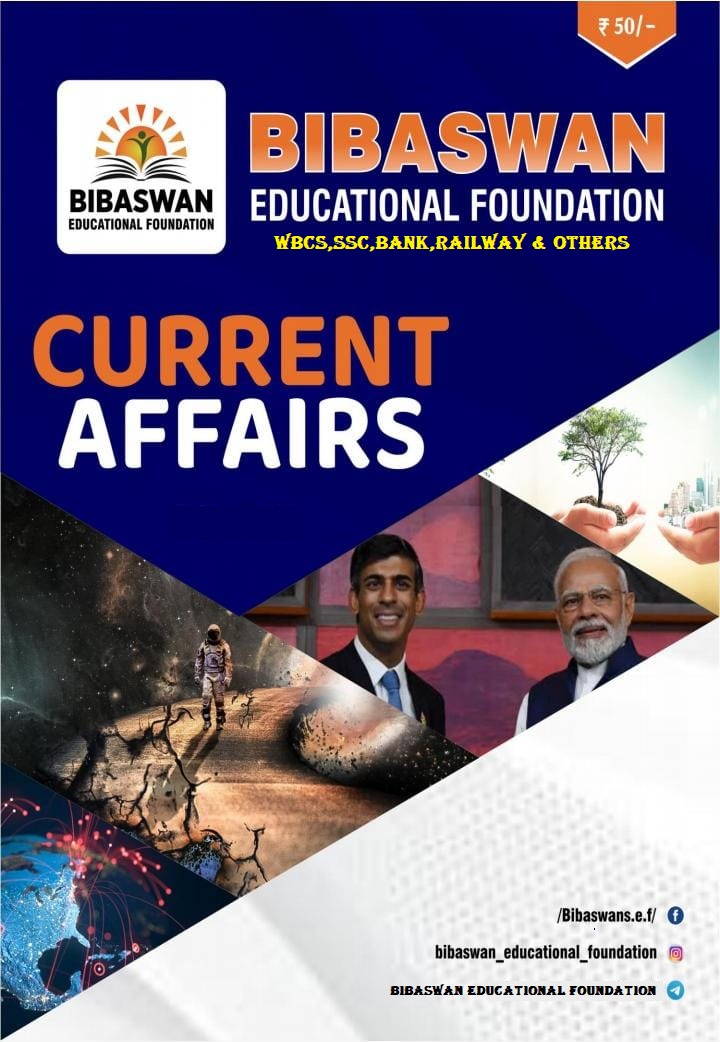 ₹ 50/-
BIBASWAN
EDUCATIONAL FOUNDATION
BIBASWAN
EDUCATIONAL FOUNDATION
WBCS,SSC,BANK,RAILWAY & OTHERS
CURRENT
AFFAIRS
/Bibaswans.e.f/
bibaswan_educational_foundation
BIBASWAN EDUCATIONAL FOUNDATION